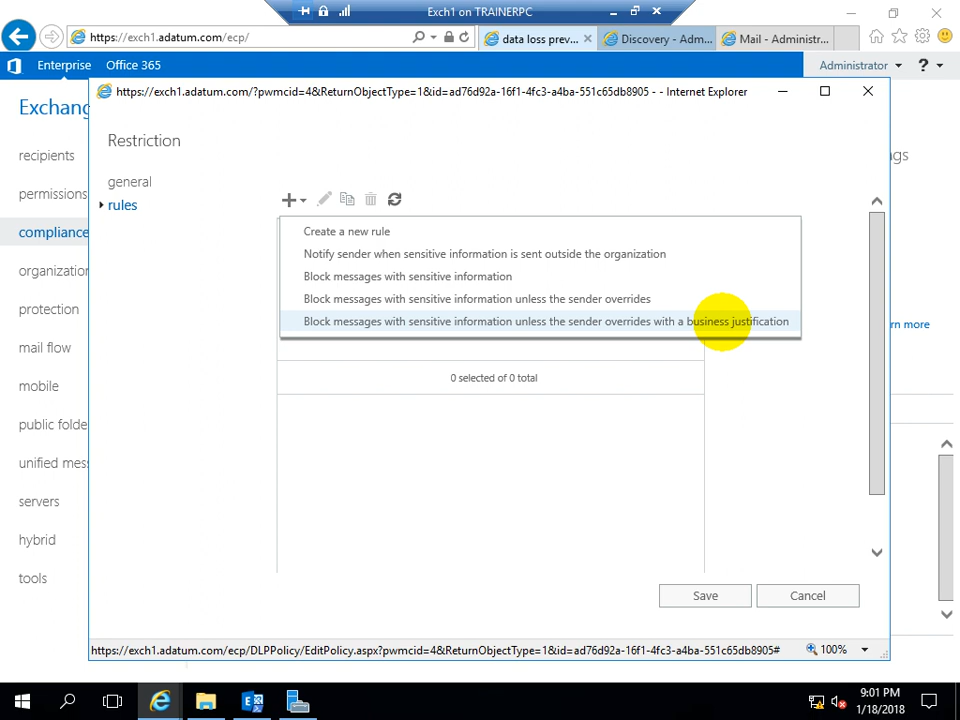 Exch1 on TRAINERPC
https://exch1.adatum.com/ecp/
data loss prev...
Discovery - Adm...
Mail - Administr...
Enterprise
Office 365
Administrator
?
https://exch1.adatum.com/?pwmcid=4&ReturnObjectType=1&id=ad76d92a-16f1-4fc3-a4ba-551c65db8905 - - Internet Explorer
Exchang
Restriction
recipients
permissions
compliance
organization
protection
mail flow
mobile
public folde
unified mess
servers
hybrid
tools
general
rules
Create a new rule
Notify sender when sensitive information is sent outside the organization
Block messages with sensitive information
Block messages with sensitive information unless the sender overrides
Block messages with sensitive information unless the sender overrides with a business justification
0 selected of 0 total
ngs
rn more
Save
Cancel
https://exch1.adatum.com/ecp/DLPPolicy/EditPolicy.aspx?pwmcid=4&ReturnObjectType=1&id=ad76d92a-16f1-4fc3-a4ba-551c65db8905#
100%
9:01 PM
1/18/2018